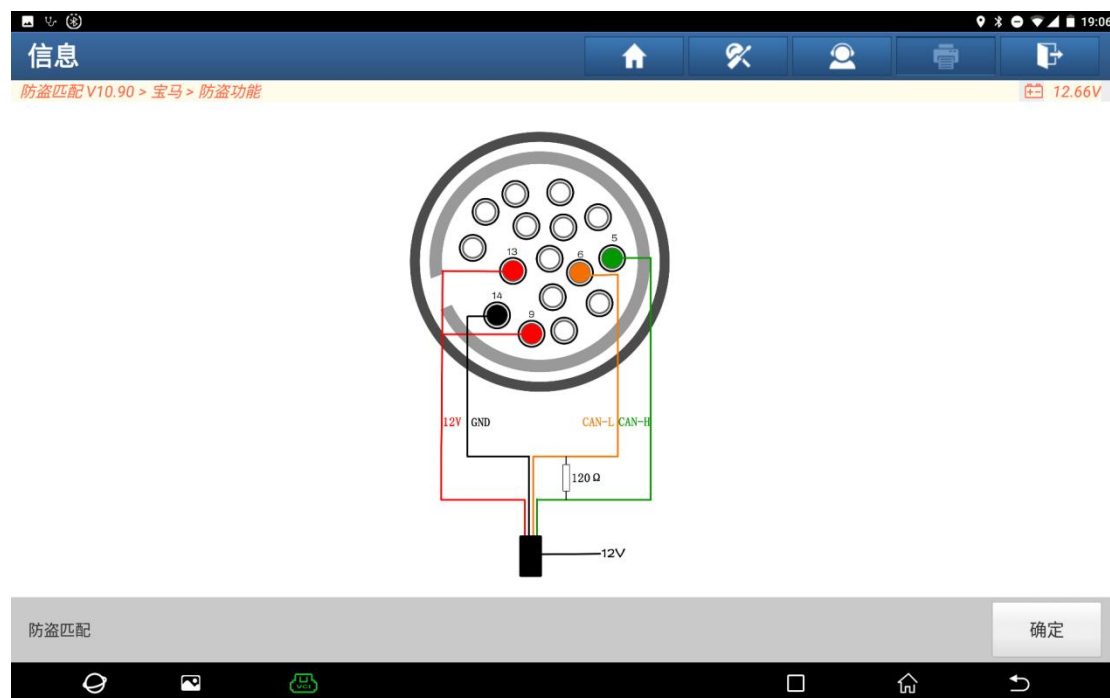 19:06
信息
防盗匹配 V10.90 > 宝马 > 防盗功能
12.66V
5
13
6
14
9
12V GND CAN-L CAN-H
120 Ω
12V
防盗匹配
确定
VCI